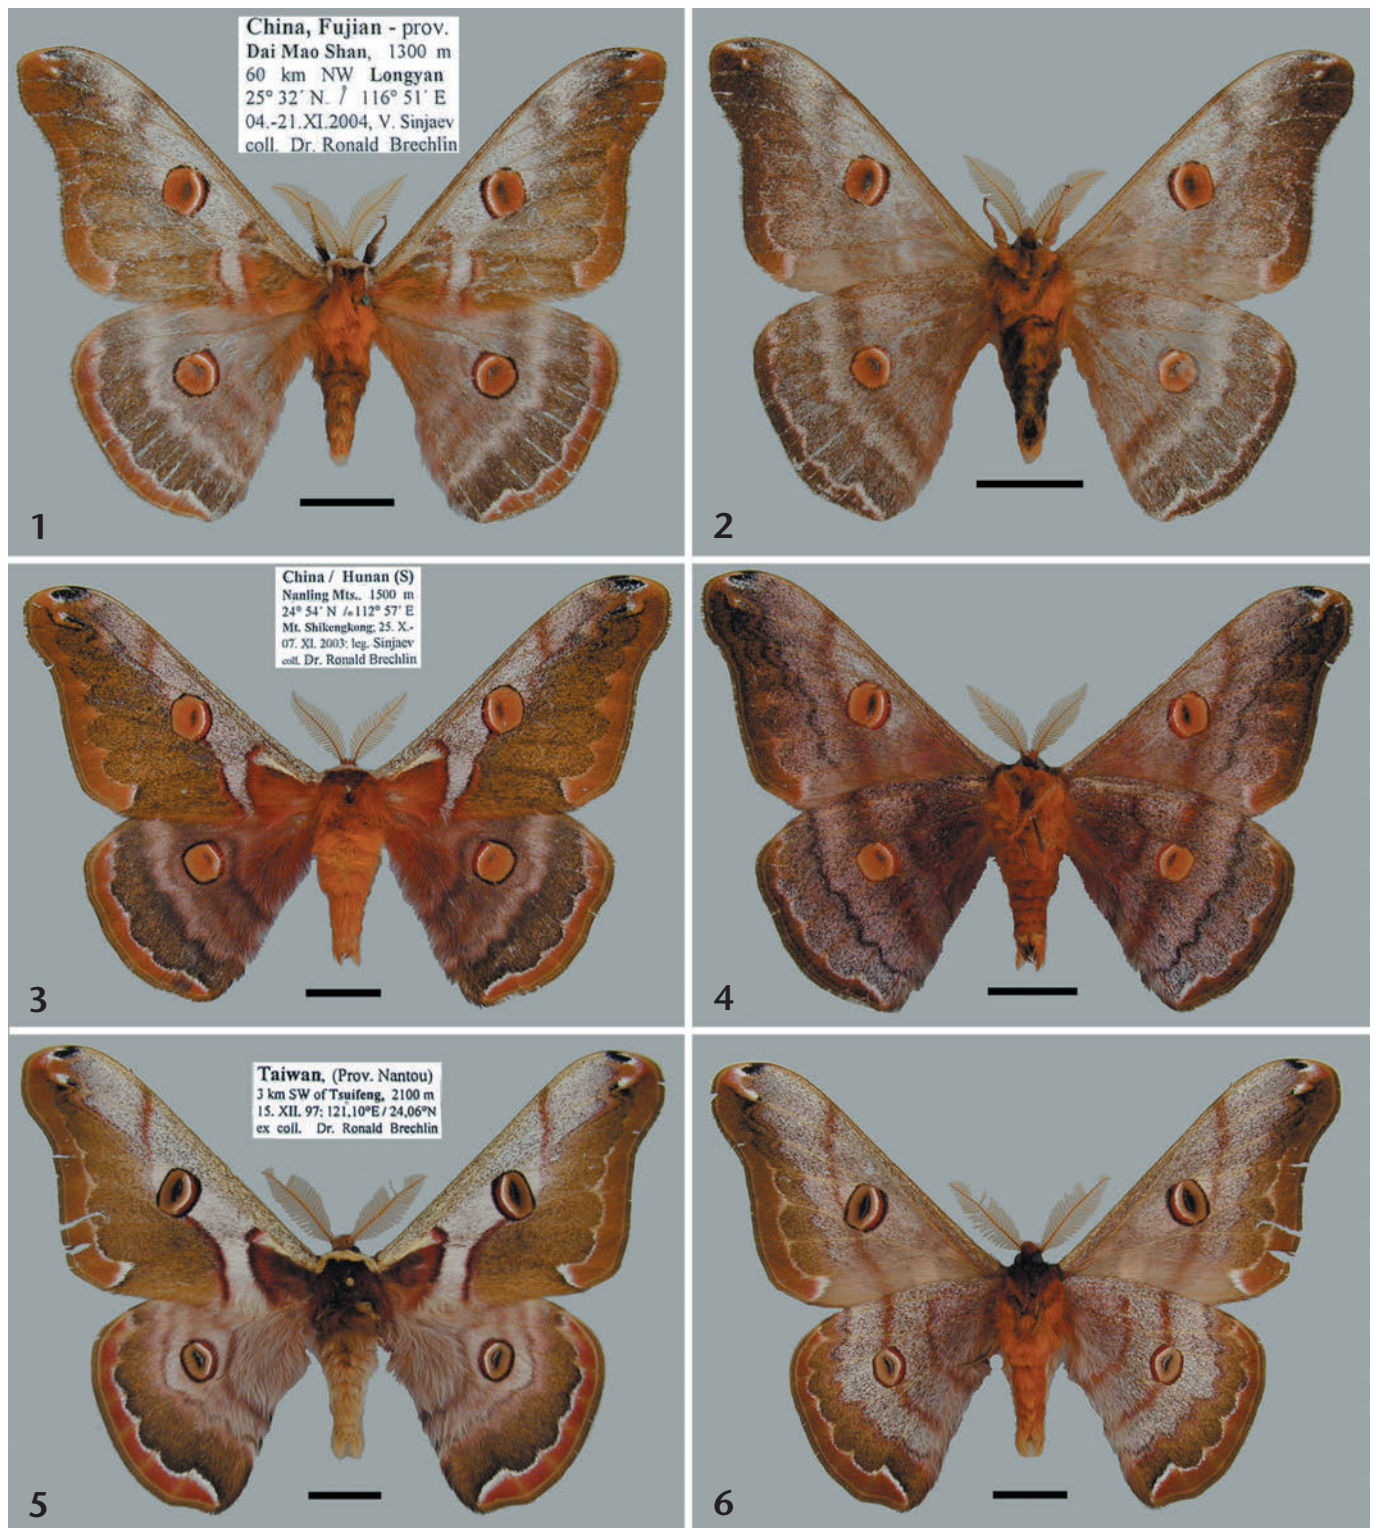 China, Fujian - prov.
Dai Mao Shan, 1300 m
60 km NW Longyan
25° 32´ N. / 116° 51´ E
04.-21.XI.2004, V. Sinjaev
coll. Dr. Ronald Brechlin
1
2
China / Hunan (S)
Nanling Mts.. 1500 m
24° 54´ N /. 112° 57´ E
Mt. Shikengkong; 25. X.-
07. XI. 2003; leg. Sinjaev
coll. Dr. Ronald Brechlin
3
4
Taiwan, (Prov. Nantou)
3 km SW of Tsuifeng, 2100 m
15. XII. 97; 121,10°E / 24,06°N
ex coll. Dr. Ronald Brechlin
5
6